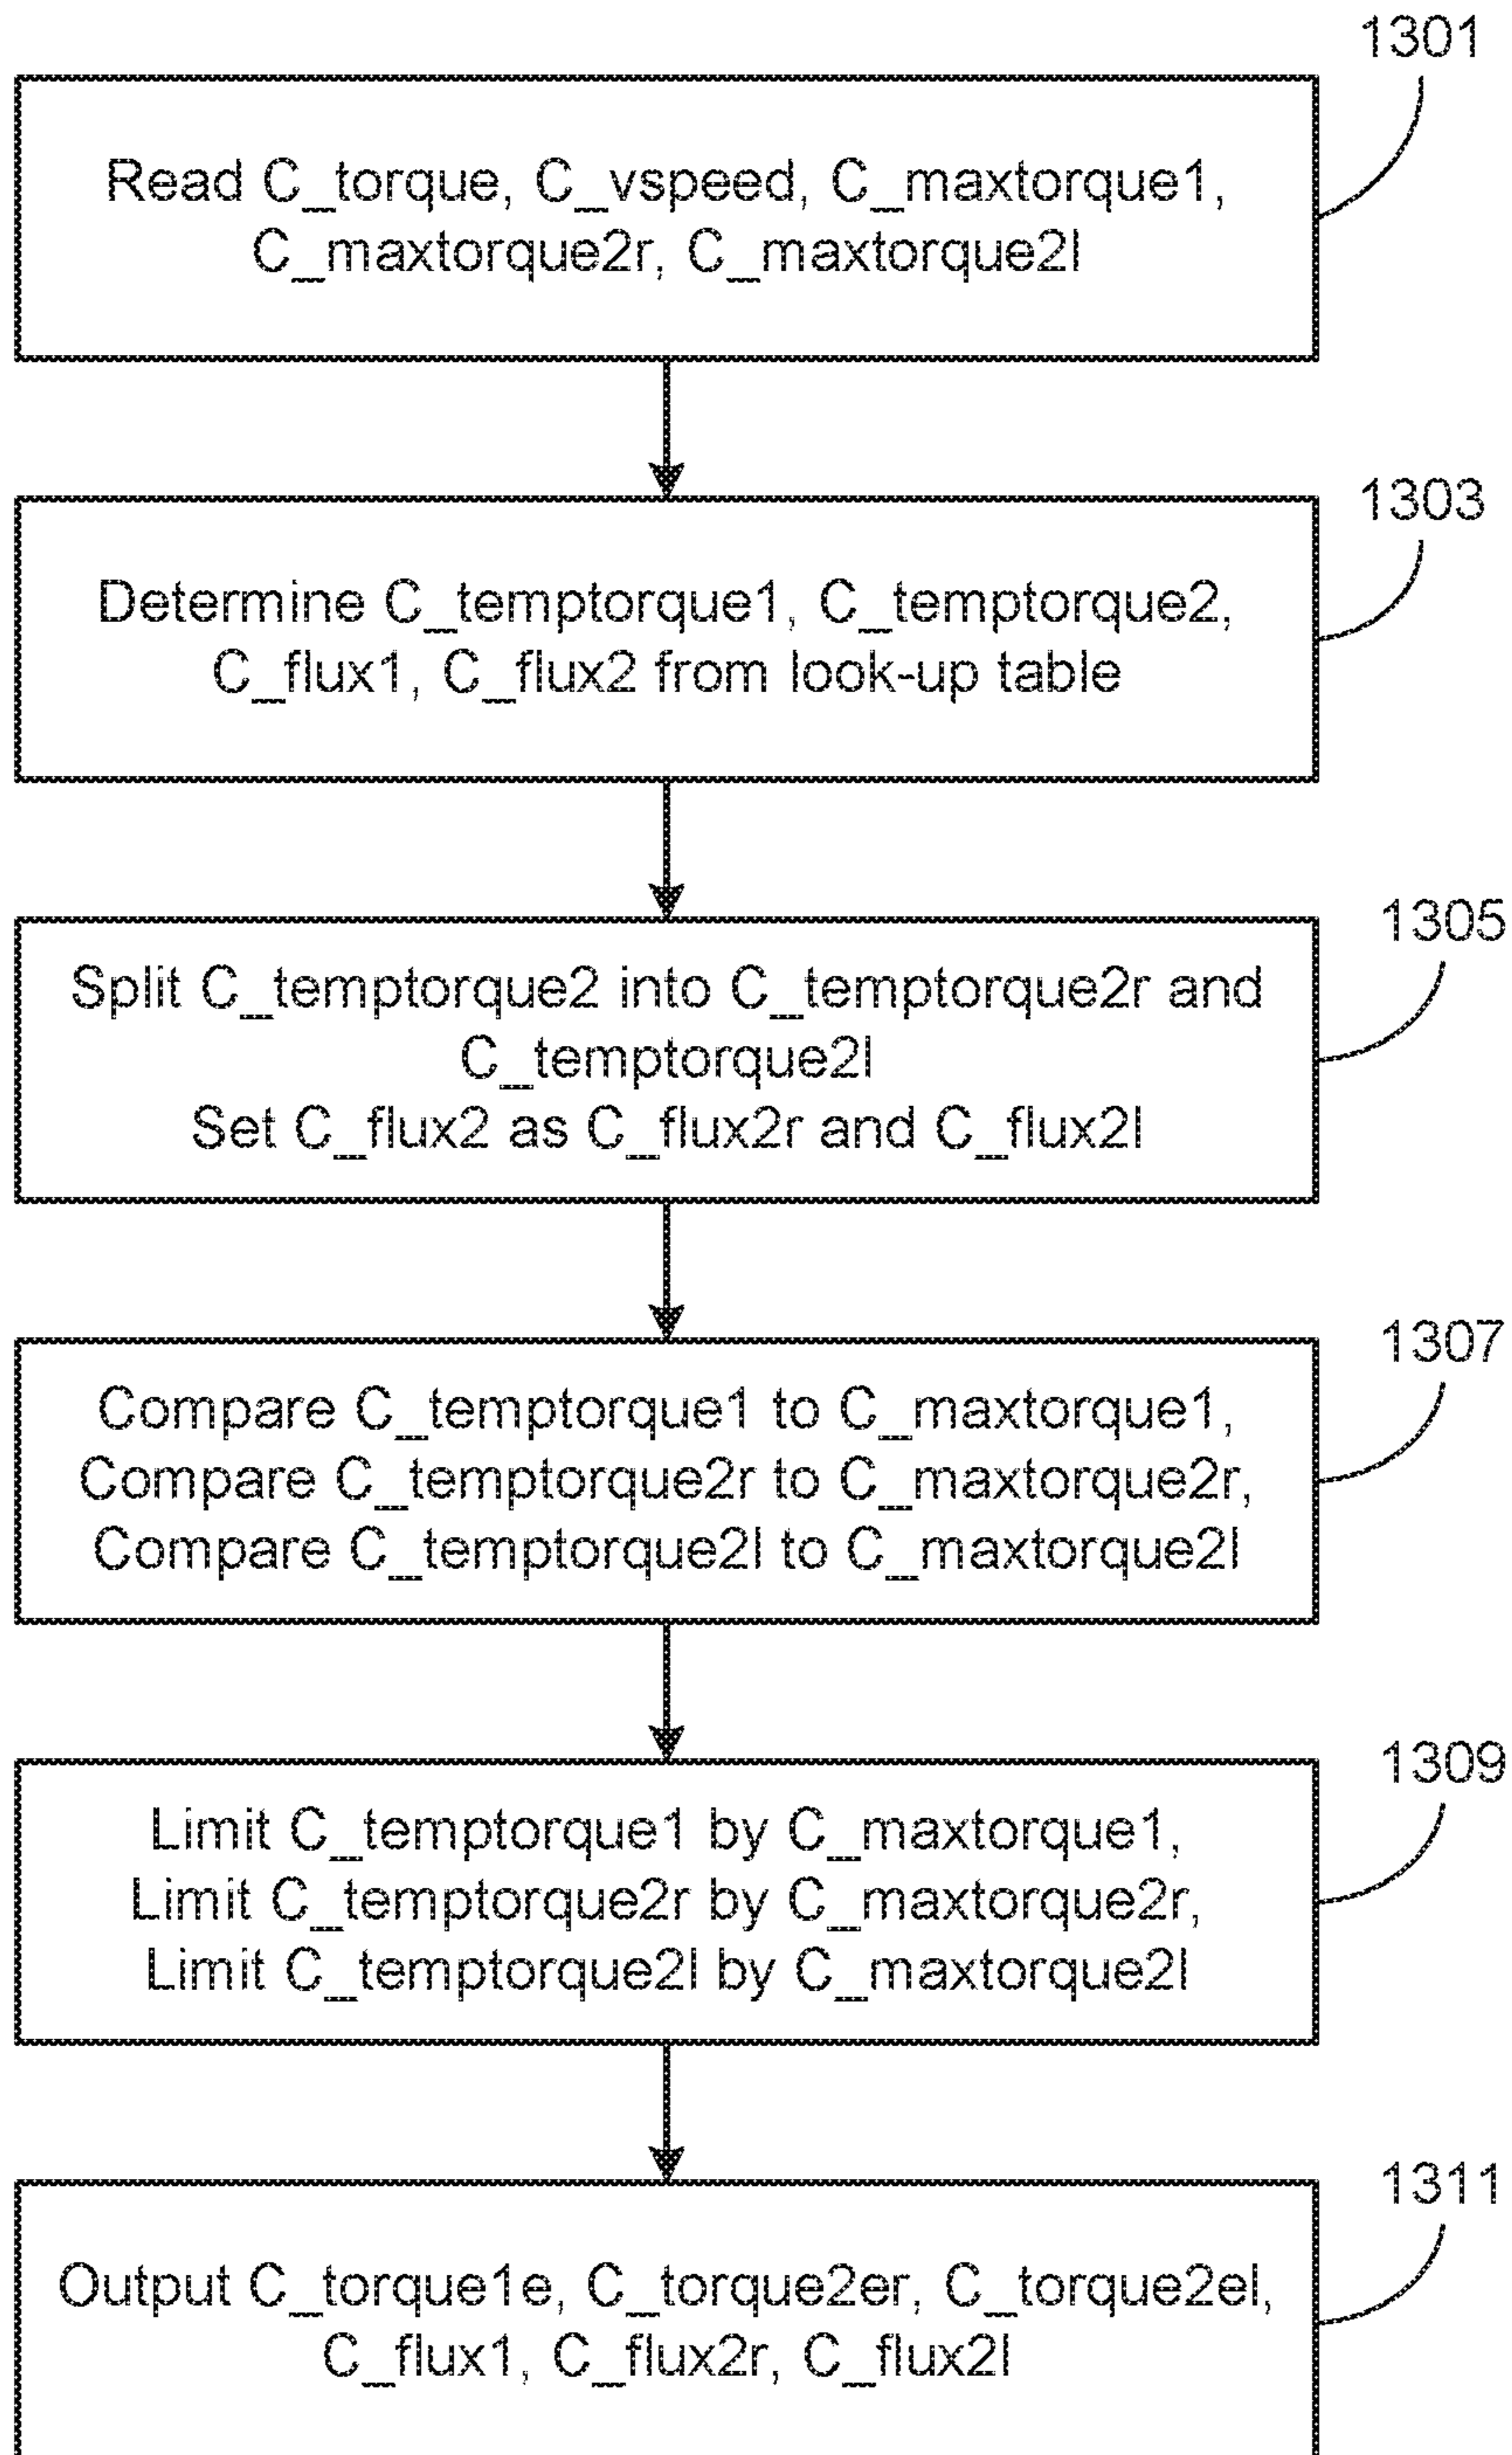 1301
Read C_torque, C_vspeed, C_maxtorque1,
C_maxtorque2r, C_maxtorque2l
1303
Determine C_temptorque1, C_temptorque2,
C_flux1, C_flux2 from look-up table
1305
Split C_temptorque2 into C_temptorque2r and
C_temptorque2l
Set C_flux2 as C_flux2r and C_flux2l
1307
Compare C_temptorque1 to C_maxtorque1,
Compare C_temptorque2r to C_maxtorque2r,
Compare C_temptorque2l to C_maxtorque2l
1309
Limit C_temptorque1 by C_maxtorque1,
Limit C_temptorque2r by C_maxtorque2r,
Limit C_temptorque2l by C_maxtorque2l
1311
Output C_torque1e, C_torque2er, C_torque2el,
C_flux1, C_flux2r, C_flux2l